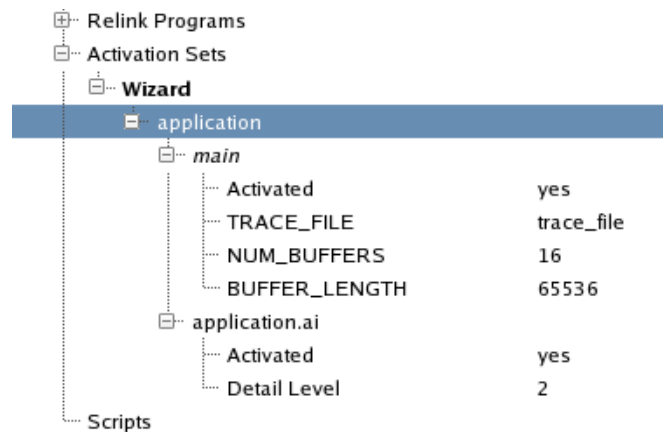 Relink Programs
Activation Sets
Wizard
application
main
Activated yes
TRACE_FILE trace_file
NUM_BUFFERS 16
BUFFER_LENGTH 65536
application.ai
Activated yes
Detail Level 2
Scripts